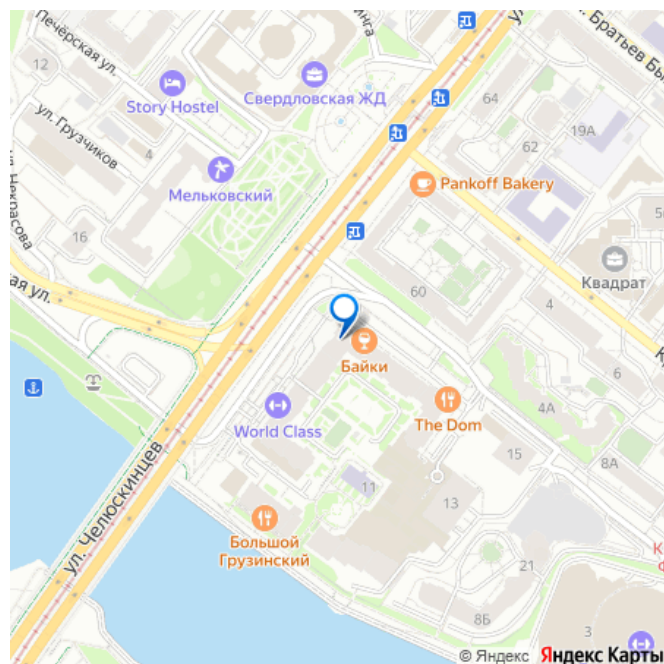 Печёрская ул.
12
Story Hostel
Свердловская ЖД
ул. Грузчиков
4
Мельковский
16
64
62
19А
Pankoff Bakery
Квадрат
60
4
6
Байки
The Dom
4А
World Class
15
8А
11
13
ул. Челюскинцев
Большой
Грузинский
21
8Б
3
© Яндекс Яндекс Карты